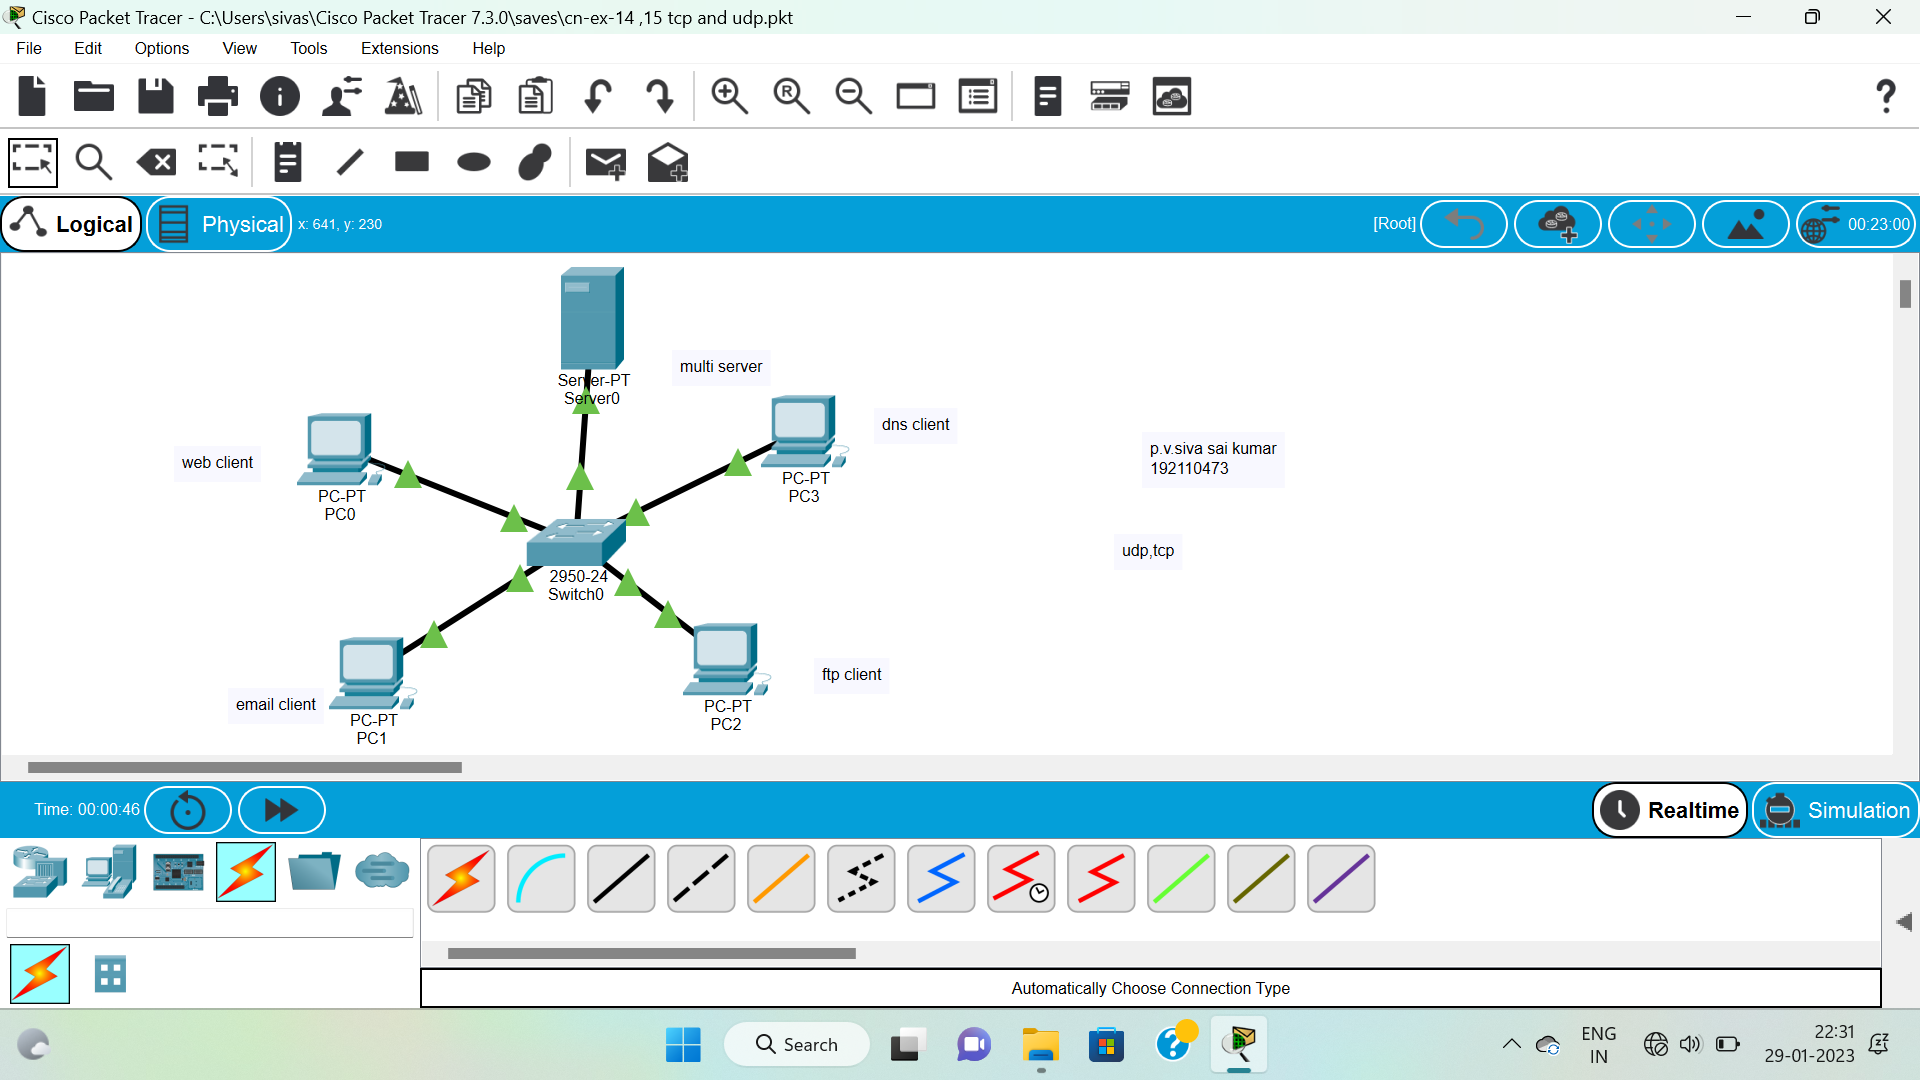 Cisco Packet Tracer - C:\Users\sivas\Cisco Packet Tracer 7.3.0\saves\cn-ex-14 ,15 tcp and udp.pkt
File Edit Options View Tools Extensions Help
Logical Physical x: 641, y: 230 [Root] 00:23:00
multi server
Server-PT
Server0
dns client
web client
p.v.siva sai kumar
192110473
PC-PT
PC3
PC-PT
PC0
udp,tcp
2950-24
Switch0
ftp client
email client
PC-PT
PC2
PC-PT
PC1
Time: 00:00:46 Realtime Simulation
Automatically Choose Connection Type
Search
ENG
IN
22:31
29-01-2023